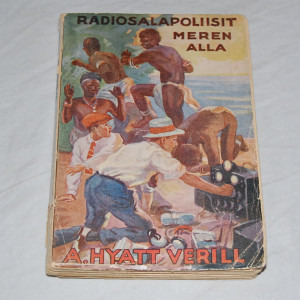 RADIOSALAPOLIISIT
MEREN
ALLA
A. HYATT VERILL